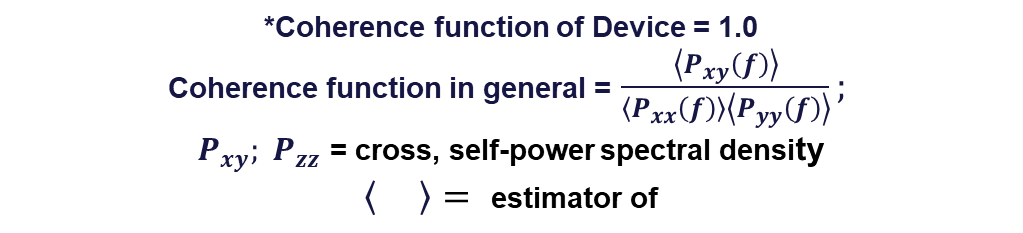 *Coherence function of Device = 1.0
Coherence function in general = ⟨Pxy(f)⟩ / ⟨Pxx(f)⟩⟨Pyy(f)⟩ ;
Pxy; Pzz = cross, self-power spectral density
⟨ ⟩ = estimator of